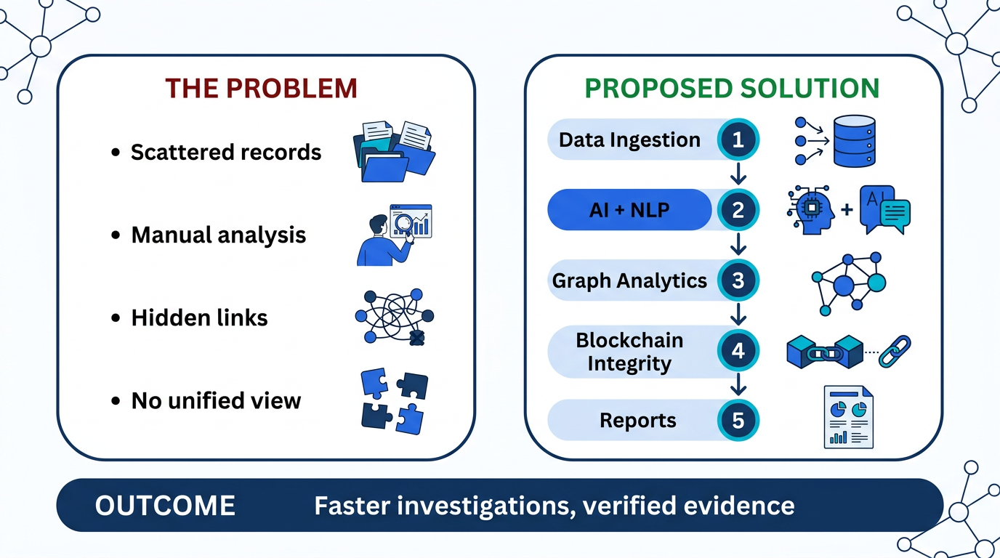 THE PROBLEM
• Scattered records
• Manual analysis
• Hidden links
• No unified view
PROPOSED SOLUTION
Data Ingestion 1
AI + NLP 2
AI
Graph Analytics 3
Blockchain
Integrity 4
Reports 5
OUTCOME Faster investigations, verified evidence